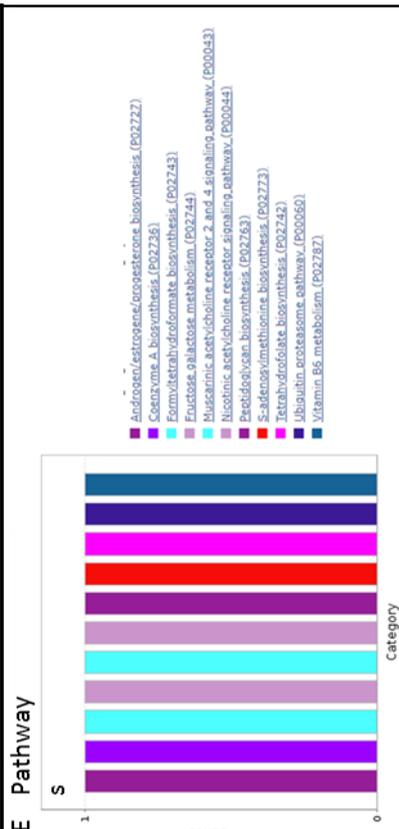 E Pathway
S
1
0
Category
Androgen/estrogene/progesterone biosynthesis (P02727)
Coenzyme A biosynthesis (P02736)
Formyltetrahydroformate biosynthesis (P02743)
Fructose galactose metabolism (P02744)
Muscarinic acetylcholine receptor 2 and 4 signaling pathway (P00043)
Nicotinic acetylcholine receptor signaling pathway (P00044)
Peptidoglycan biosynthesis (P02763)
S-adenosylmethionine biosynthesis (P02773)
Tetrahydrofolate biosynthesis (P02742)
Ubiquitin proteasome pathway (P00060)
Vitamin B6 metabolism (P02787)